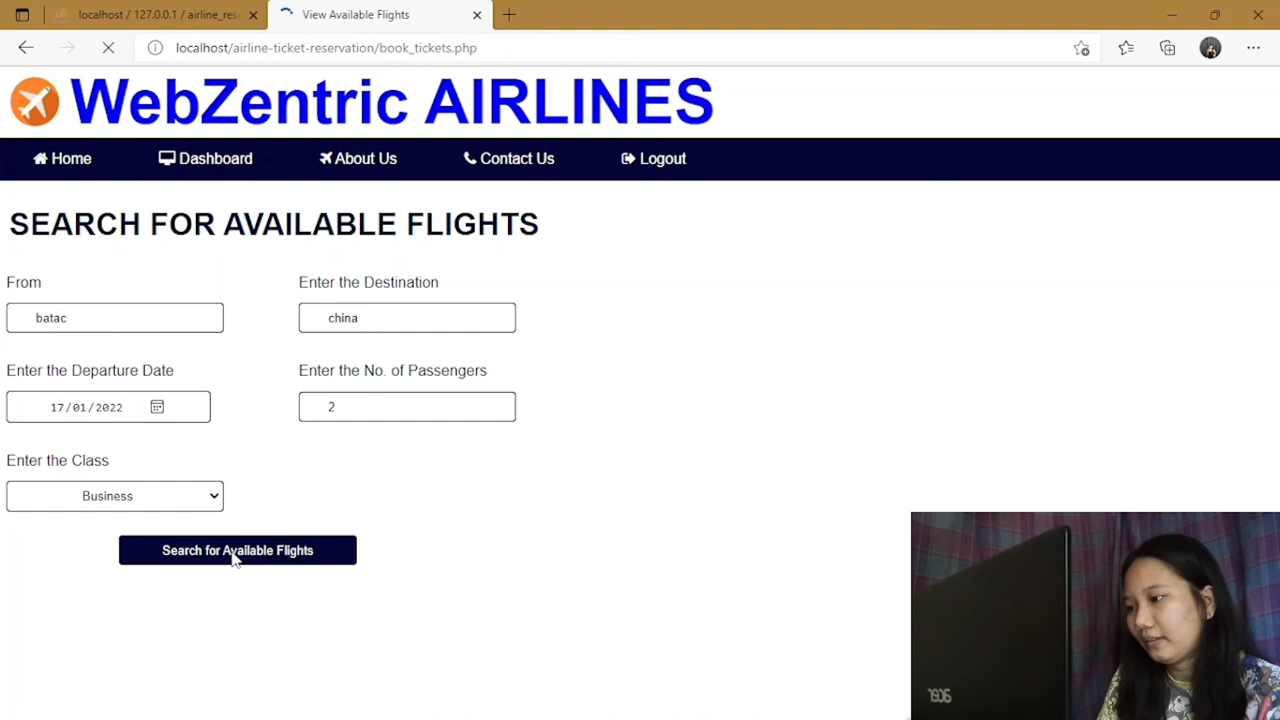 localhost / 127.0.0.1 / airline_res
View Available Flights
localhost/airline-ticket-reservation/book_tickets.php
WebZentric AIRLINES
Home
Dashboard
About Us
Contact Us
Logout
SEARCH FOR AVAILABLE FLIGHTS
From
Enter the Destination
batac
china
Enter the Departure Date
Enter the No. of Passengers
17/01/2022
2
Enter the Class
Business
Search for Available Flights
acer